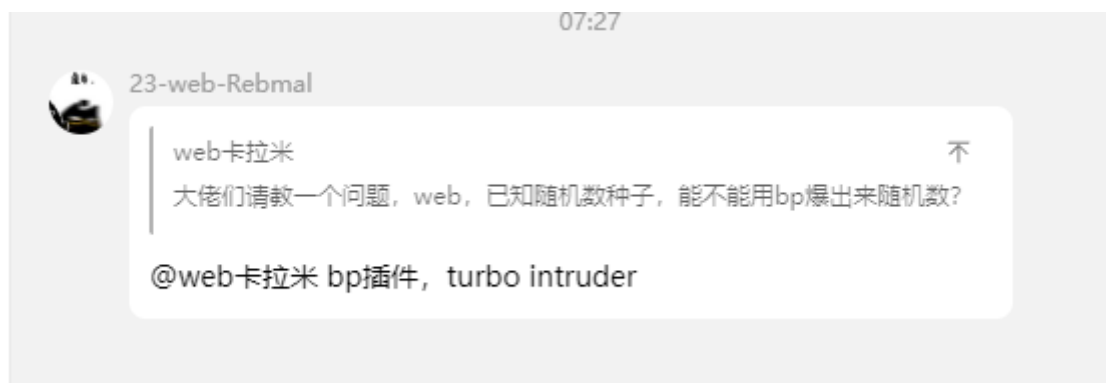 07:27
23-web-Rebmal
web卡拉米
大佬们请教一个问题，web，已知随机数种子，能不能用bp爆出来随机数？
@web卡拉米 bp插件，turbo intruder